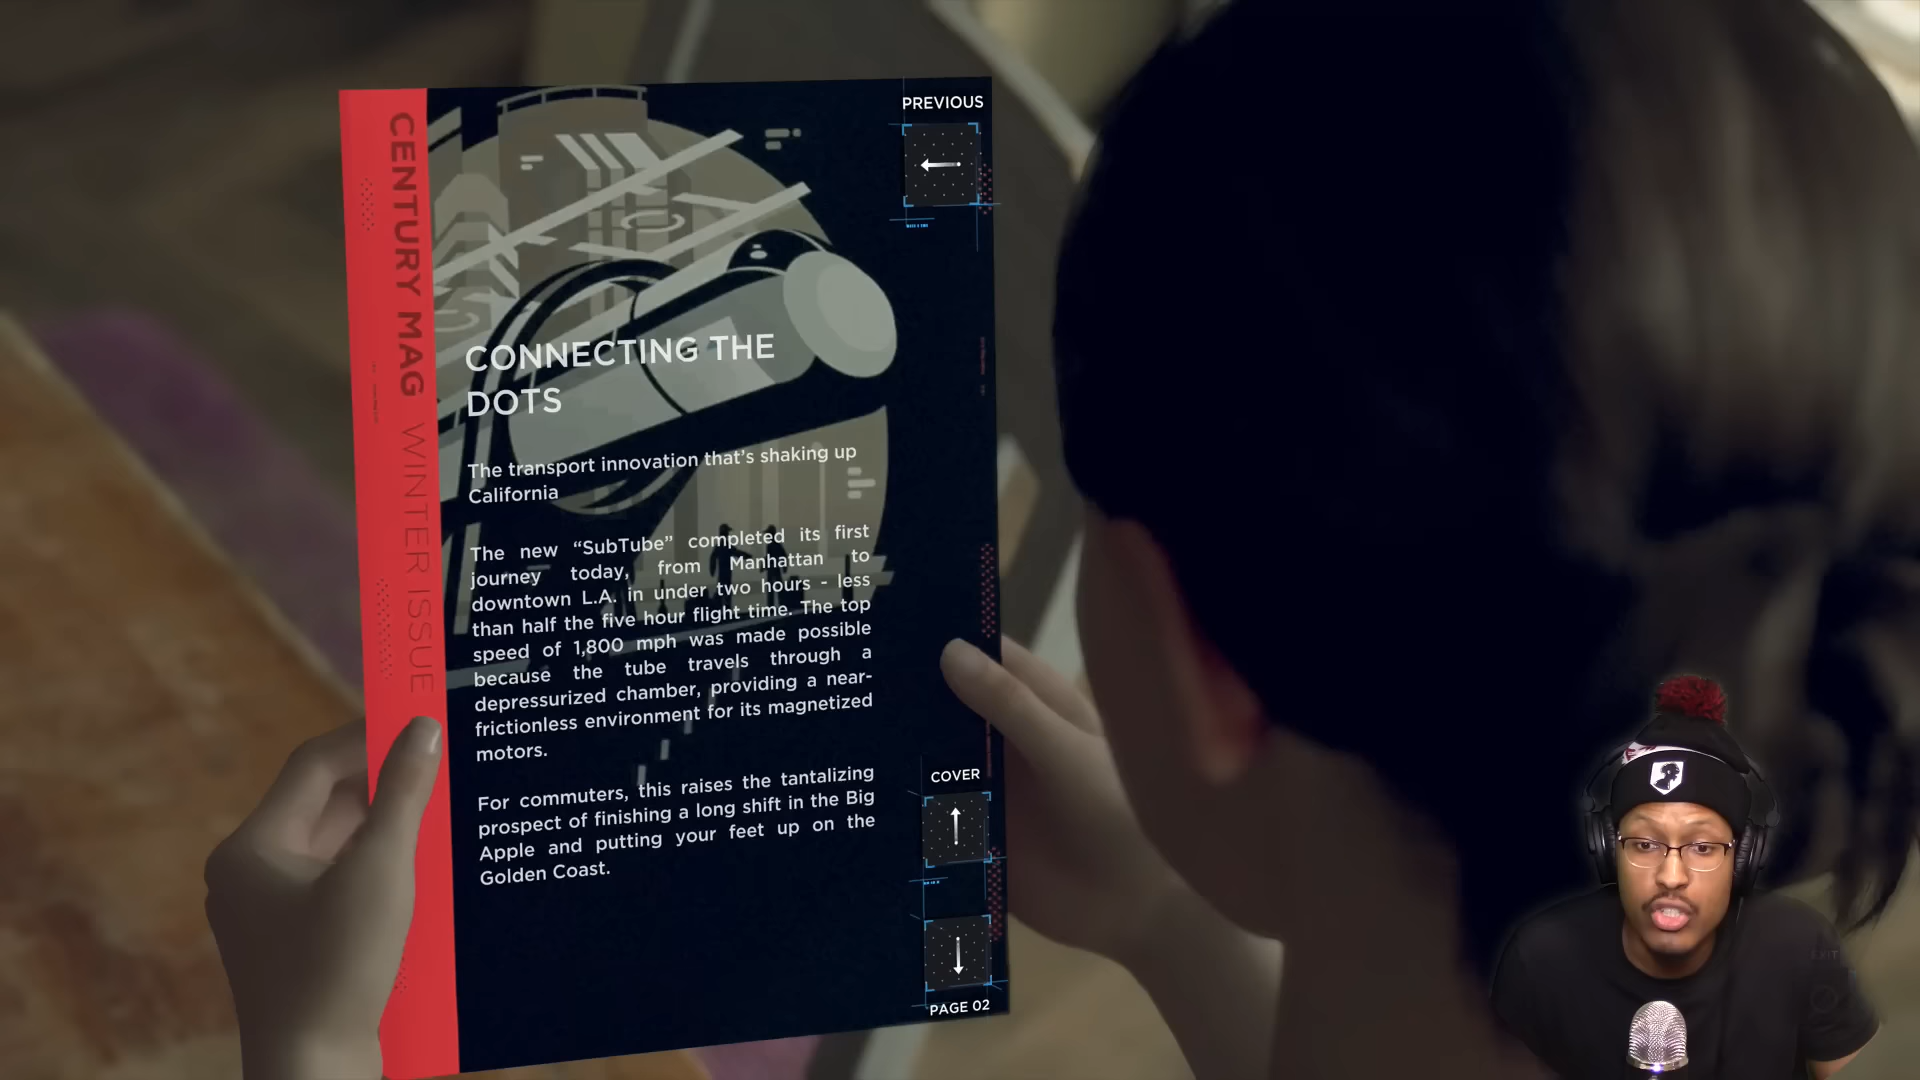 CENTURY MAG WINTER ISSUE
PREVIOUS
CONNECTING THE
DOTS
The transport innovation that's shaking up
California
The new “SubTube” completed its first
journey today, from Manhattan to
downtown L.A. in under two hours - less
than half the five hour flight time. The top
speed of 1,800 mph was made possible
because the tube travels through a
depressurized chamber, providing a near-
frictionless environment for its magnetized
motors.
For commuters, this raises the tantalizing
prospect of finishing a long shift in the Big
Apple and putting your feet up on the
Golden Coast.
COVER
PAGE 02
EXIT